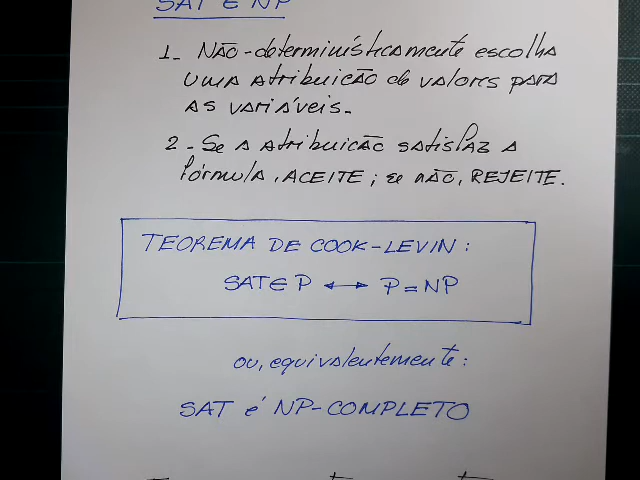 SAT E NP
1- Não-deterministicamente escolha
uma atribuição de valores para
as variáveis.
2- Se a atribuição satisfaz a
fórmula, ACEITE; se não, REJEITE.
TEOREMA DE COOK-LEVIN:
SAT∈P ↔ P=NP
ou, equivalentemente:
SAT é NP-COMPLETO